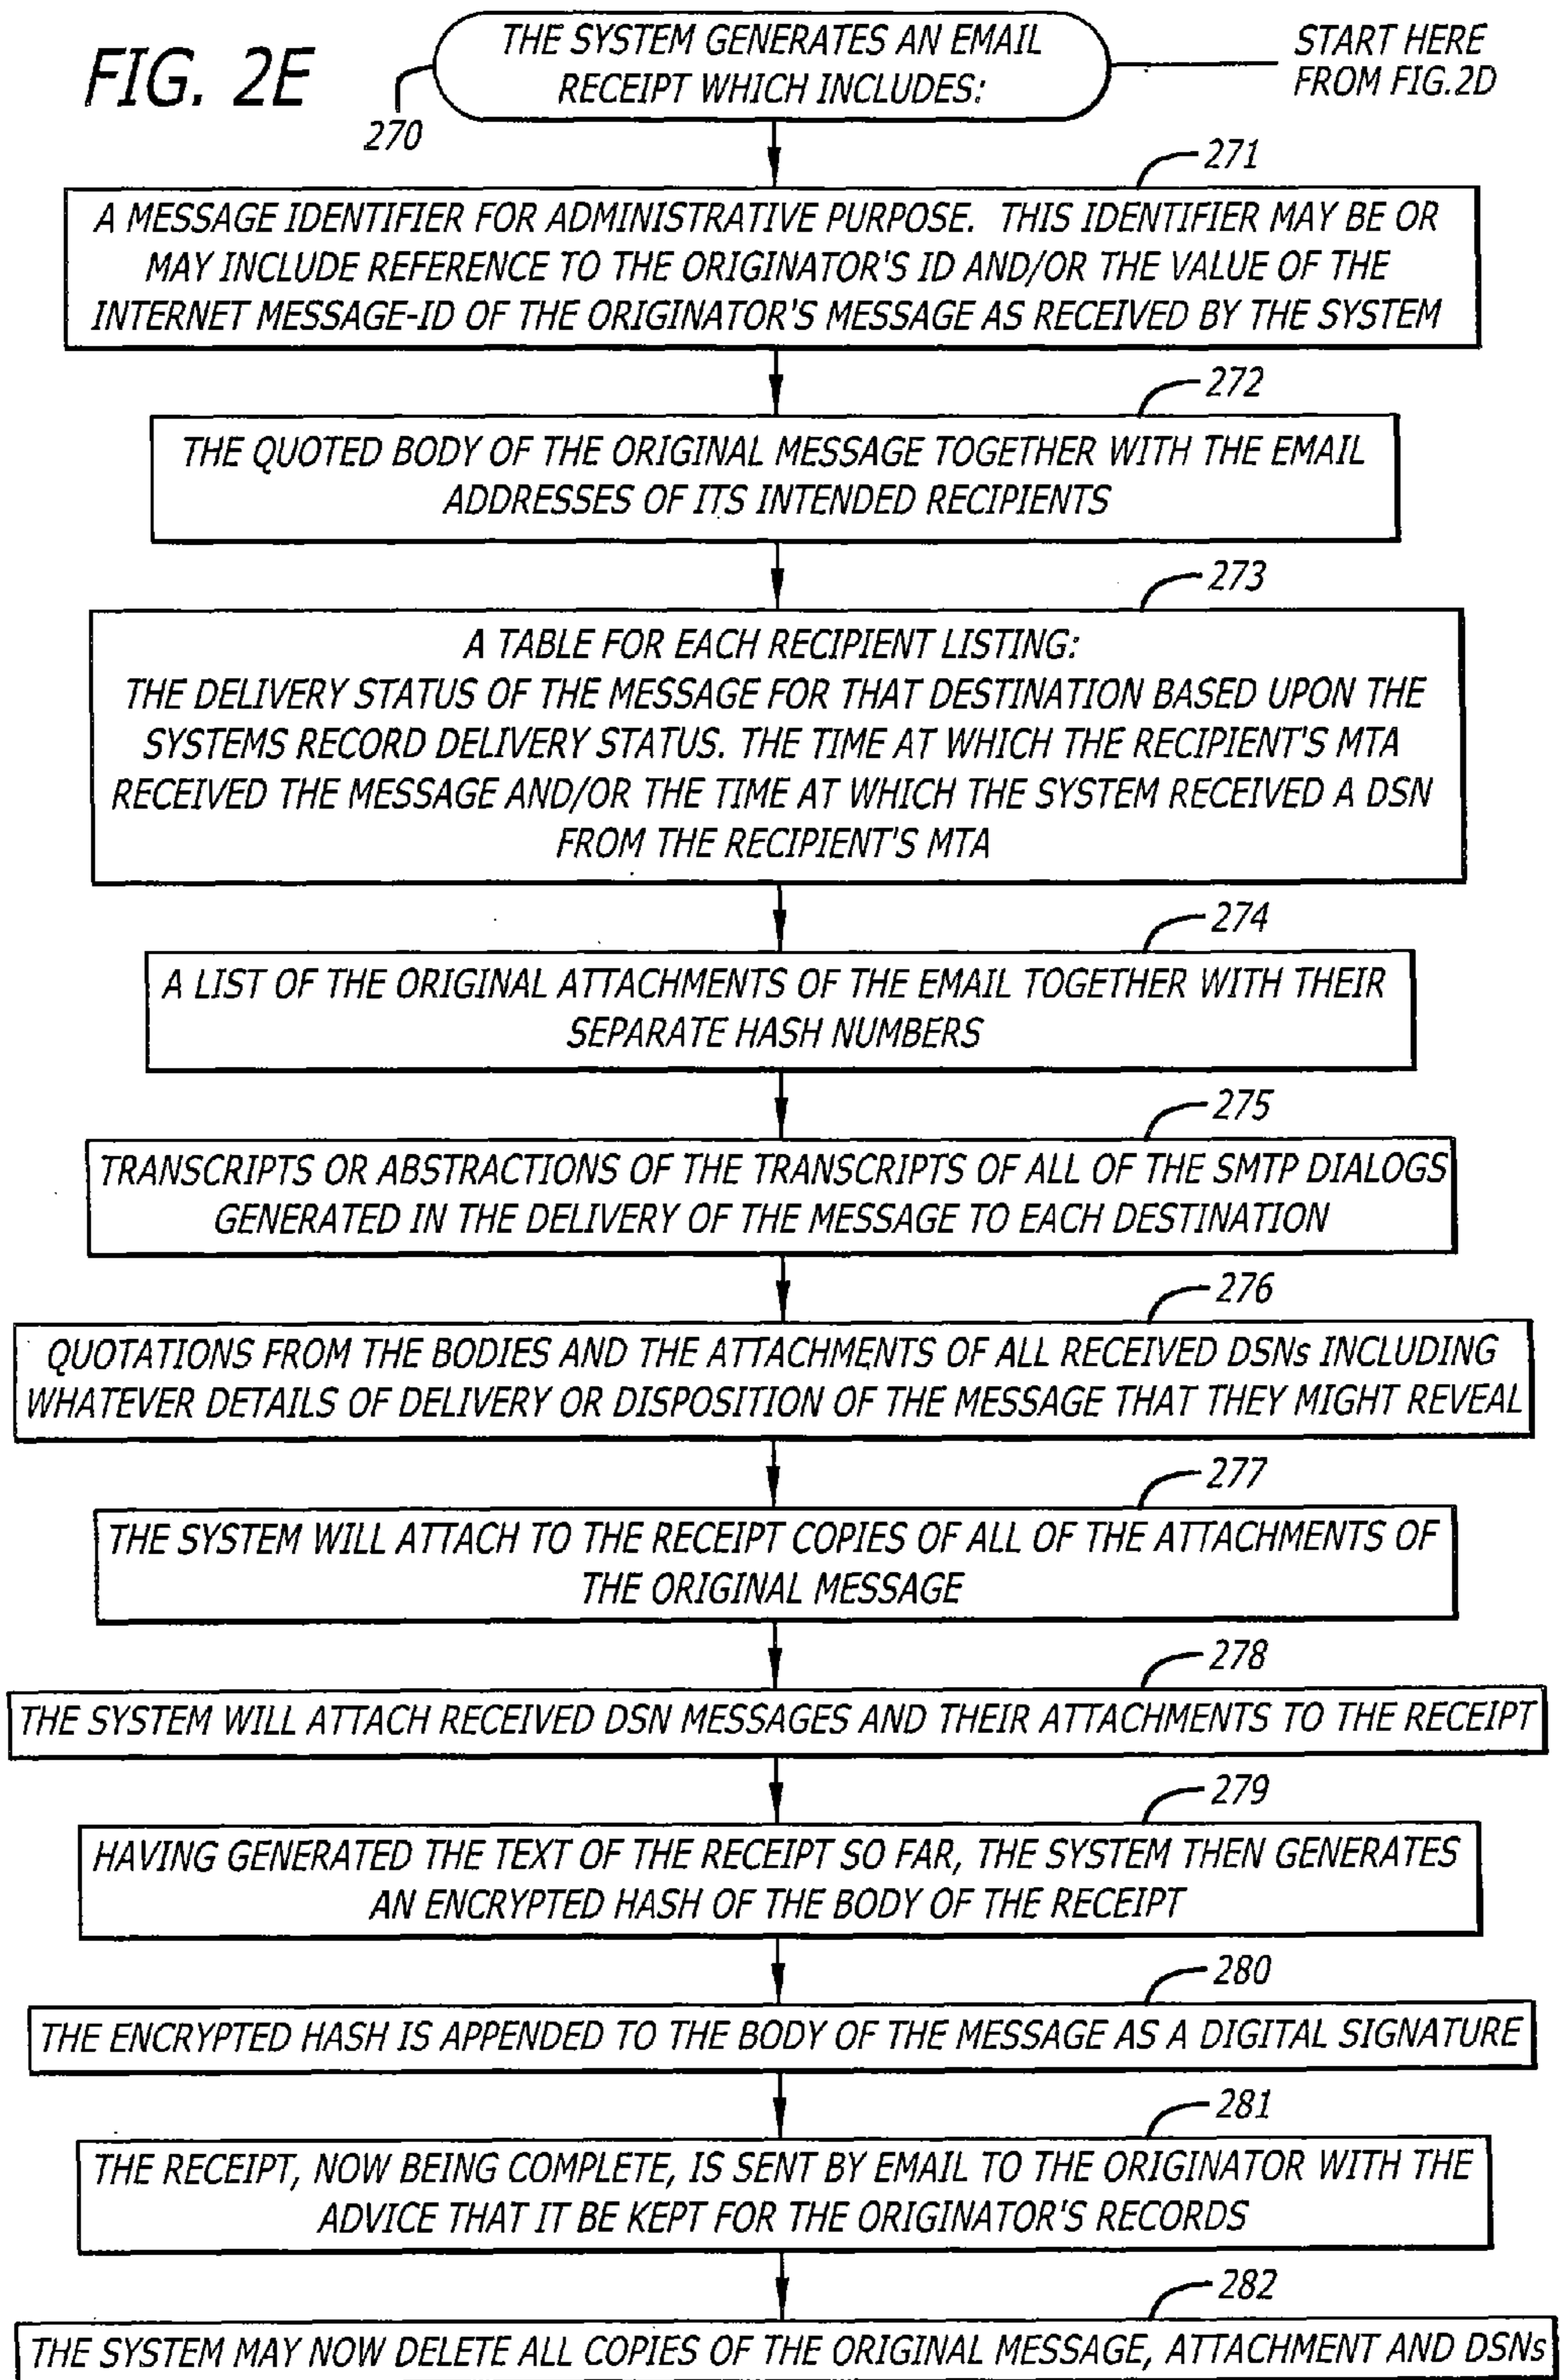 FIG. 2E
THE SYSTEM GENERATES AN EMAIL
RECEIPT WHICH INCLUDES:
START HERE
FROM FIG.2D
270
271
A MESSAGE IDENTIFIER FOR ADMINISTRATIVE PURPOSE. THIS IDENTIFIER MAY BE OR
MAY INCLUDE REFERENCE TO THE ORIGINATOR'S ID AND/OR THE VALUE OF THE
INTERNET MESSAGE-ID OF THE ORIGINATOR'S MESSAGE AS RECEIVED BY THE SYSTEM
272
THE QUOTED BODY OF THE ORIGINAL MESSAGE TOGETHER WITH THE EMAIL
ADDRESSES OF ITS INTENDED RECIPIENTS
273
A TABLE FOR EACH RECIPIENT LISTING:
THE DELIVERY STATUS OF THE MESSAGE FOR THAT DESTINATION BASED UPON THE
SYSTEMS RECORD DELIVERY STATUS. THE TIME AT WHICH THE RECIPIENT'S MTA
RECEIVED THE MESSAGE AND/OR THE TIME AT WHICH THE SYSTEM RECEIVED A DSN
FROM THE RECIPIENT'S MTA
274
A LIST OF THE ORIGINAL ATTACHMENTS OF THE EMAIL TOGETHER WITH THEIR
SEPARATE HASH NUMBERS
275
TRANSCRIPTS OR ABSTRACTIONS OF THE TRANSCRIPTS OF ALL OF THE SMTP DIALOGS
GENERATED IN THE DELIVERY OF THE MESSAGE TO EACH DESTINATION
276
QUOTATIONS FROM THE BODIES AND THE ATTACHMENTS OF ALL RECEIVED DSNs INCLUDING
WHATEVER DETAILS OF DELIVERY OR DISPOSITION OF THE MESSAGE THAT THEY MIGHT REVEAL
277
THE SYSTEM WILL ATTACH TO THE RECEIPT COPIES OF ALL OF THE ATTACHMENTS OF
THE ORIGINAL MESSAGE
278
THE SYSTEM WILL ATTACH RECEIVED DSN MESSAGES AND THEIR ATTACHMENTS TO THE RECEIPT
279
HAVING GENERATED THE TEXT OF THE RECEIPT SO FAR, THE SYSTEM THEN GENERATES
AN ENCRYPTED HASH OF THE BODY OF THE RECEIPT
280
THE ENCRYPTED HASH IS APPENDED TO THE BODY OF THE MESSAGE AS A DIGITAL SIGNATURE
281
THE RECEIPT, NOW BEING COMPLETE, IS SENT BY EMAIL TO THE ORIGINATOR WITH THE
ADVICE THAT IT BE KEPT FOR THE ORIGINATOR'S RECORDS
282
THE SYSTEM MAY NOW DELETE ALL COPIES OF THE ORIGINAL MESSAGE, ATTACHMENT AND DSNs